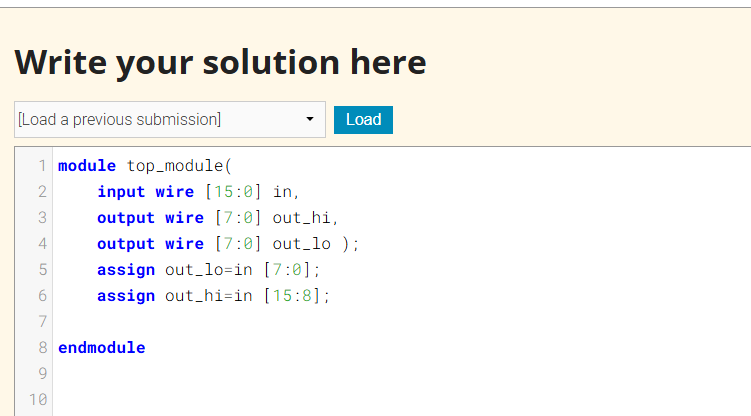 Write your solution here
[Load a previous submission] Load
1 module top_module(
2     input wire [15:0] in,
3     output wire [7:0] out_hi,
4     output wire [7:0] out_lo );
5     assign out_lo=in [7:0];
6     assign out_hi=in [15:8];
7
8 endmodule
9
10